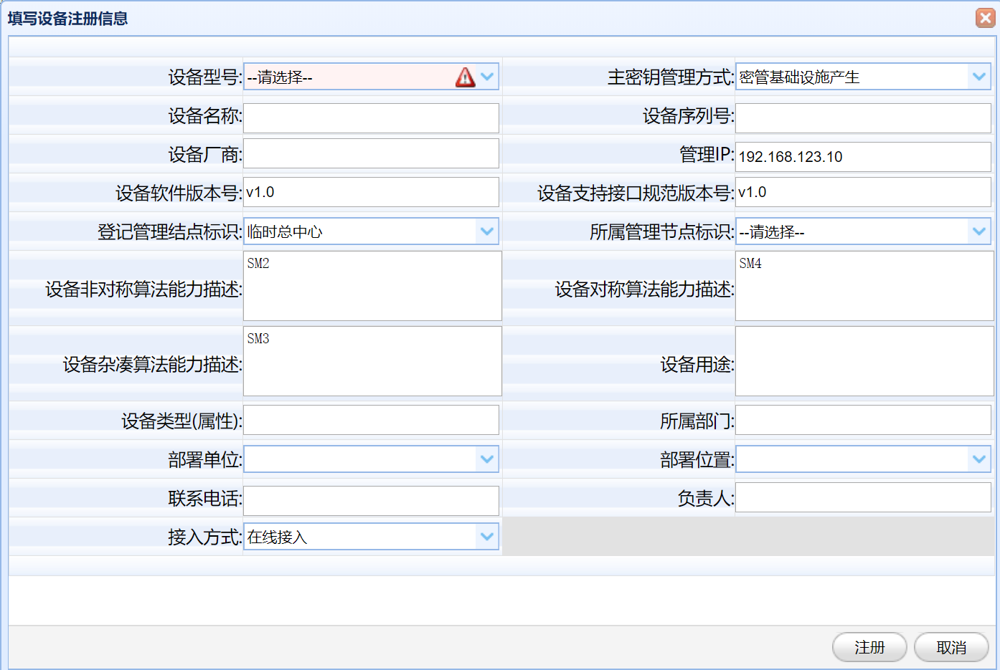 填写设备注册信息
设备型号: --请选择-- 主密钥管理方式: 密管基础设施产生
设备名称: 设备序列号:
设备厂商: 管理IP: 192.168.123.10
设备软件版本号: v1.0 设备支持接口规范版本号: v1.0
登记管理结点标识: 临时总中心 所属管理节点标识: --请选择--
设备非对称算法能力描述: SM2 设备对称算法能力描述: SM4
设备杂凑算法能力描述: SM3 设备用途:
设备类型(属性): 所属部门:
部署单位: 部署位置:
联系电话: 负责人:
接入方式: 在线接入
注册 取消